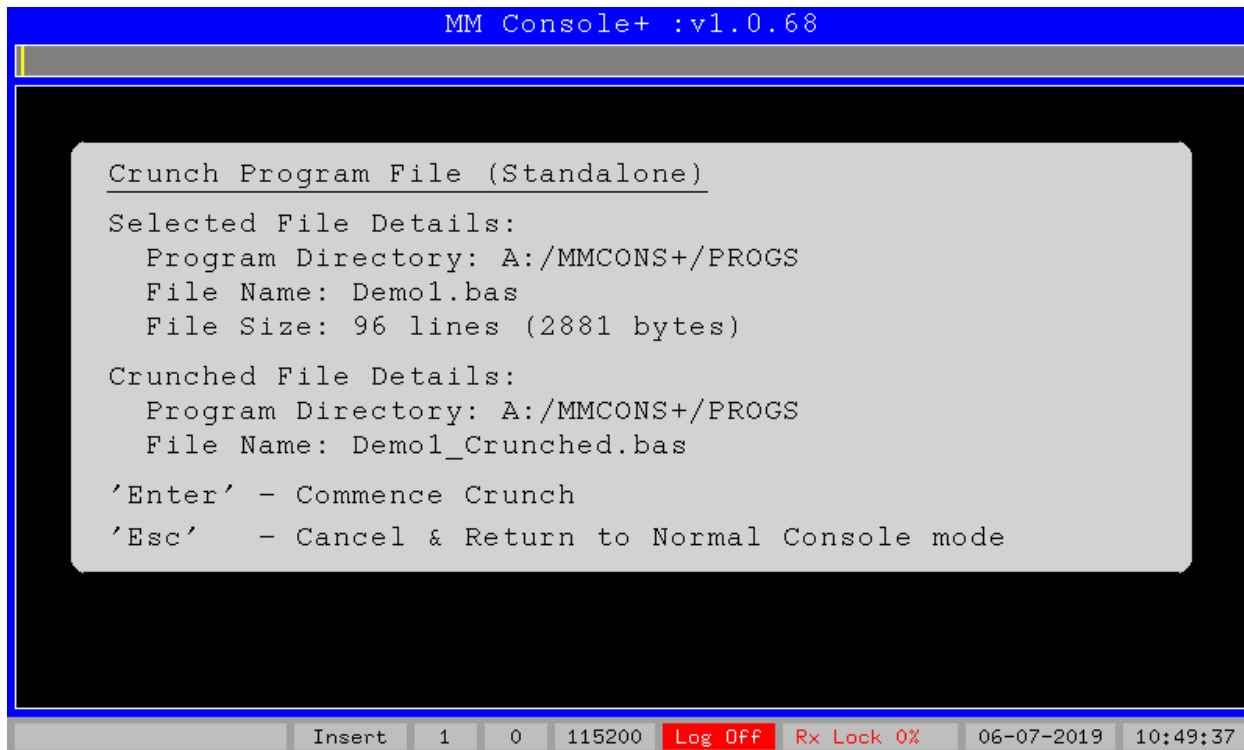 MM Console+ :v1.0.68
Crunch Program File (Standalone)
Selected File Details:
Program Directory: A:/MMCONS+/PROGS
File Name: Demo1.bas
File Size: 96 lines (2881 bytes)
Crunched File Details:
Program Directory: A:/MMCONS+/PROGS
File Name: Demo1_Crunched.bas
'Enter' - Commence Crunch
'Esc' - Cancel & Return to Normal Console mode
Insert 1 0 115200 Log Off Rx Lock 0% 06-07-2019 10:49:37